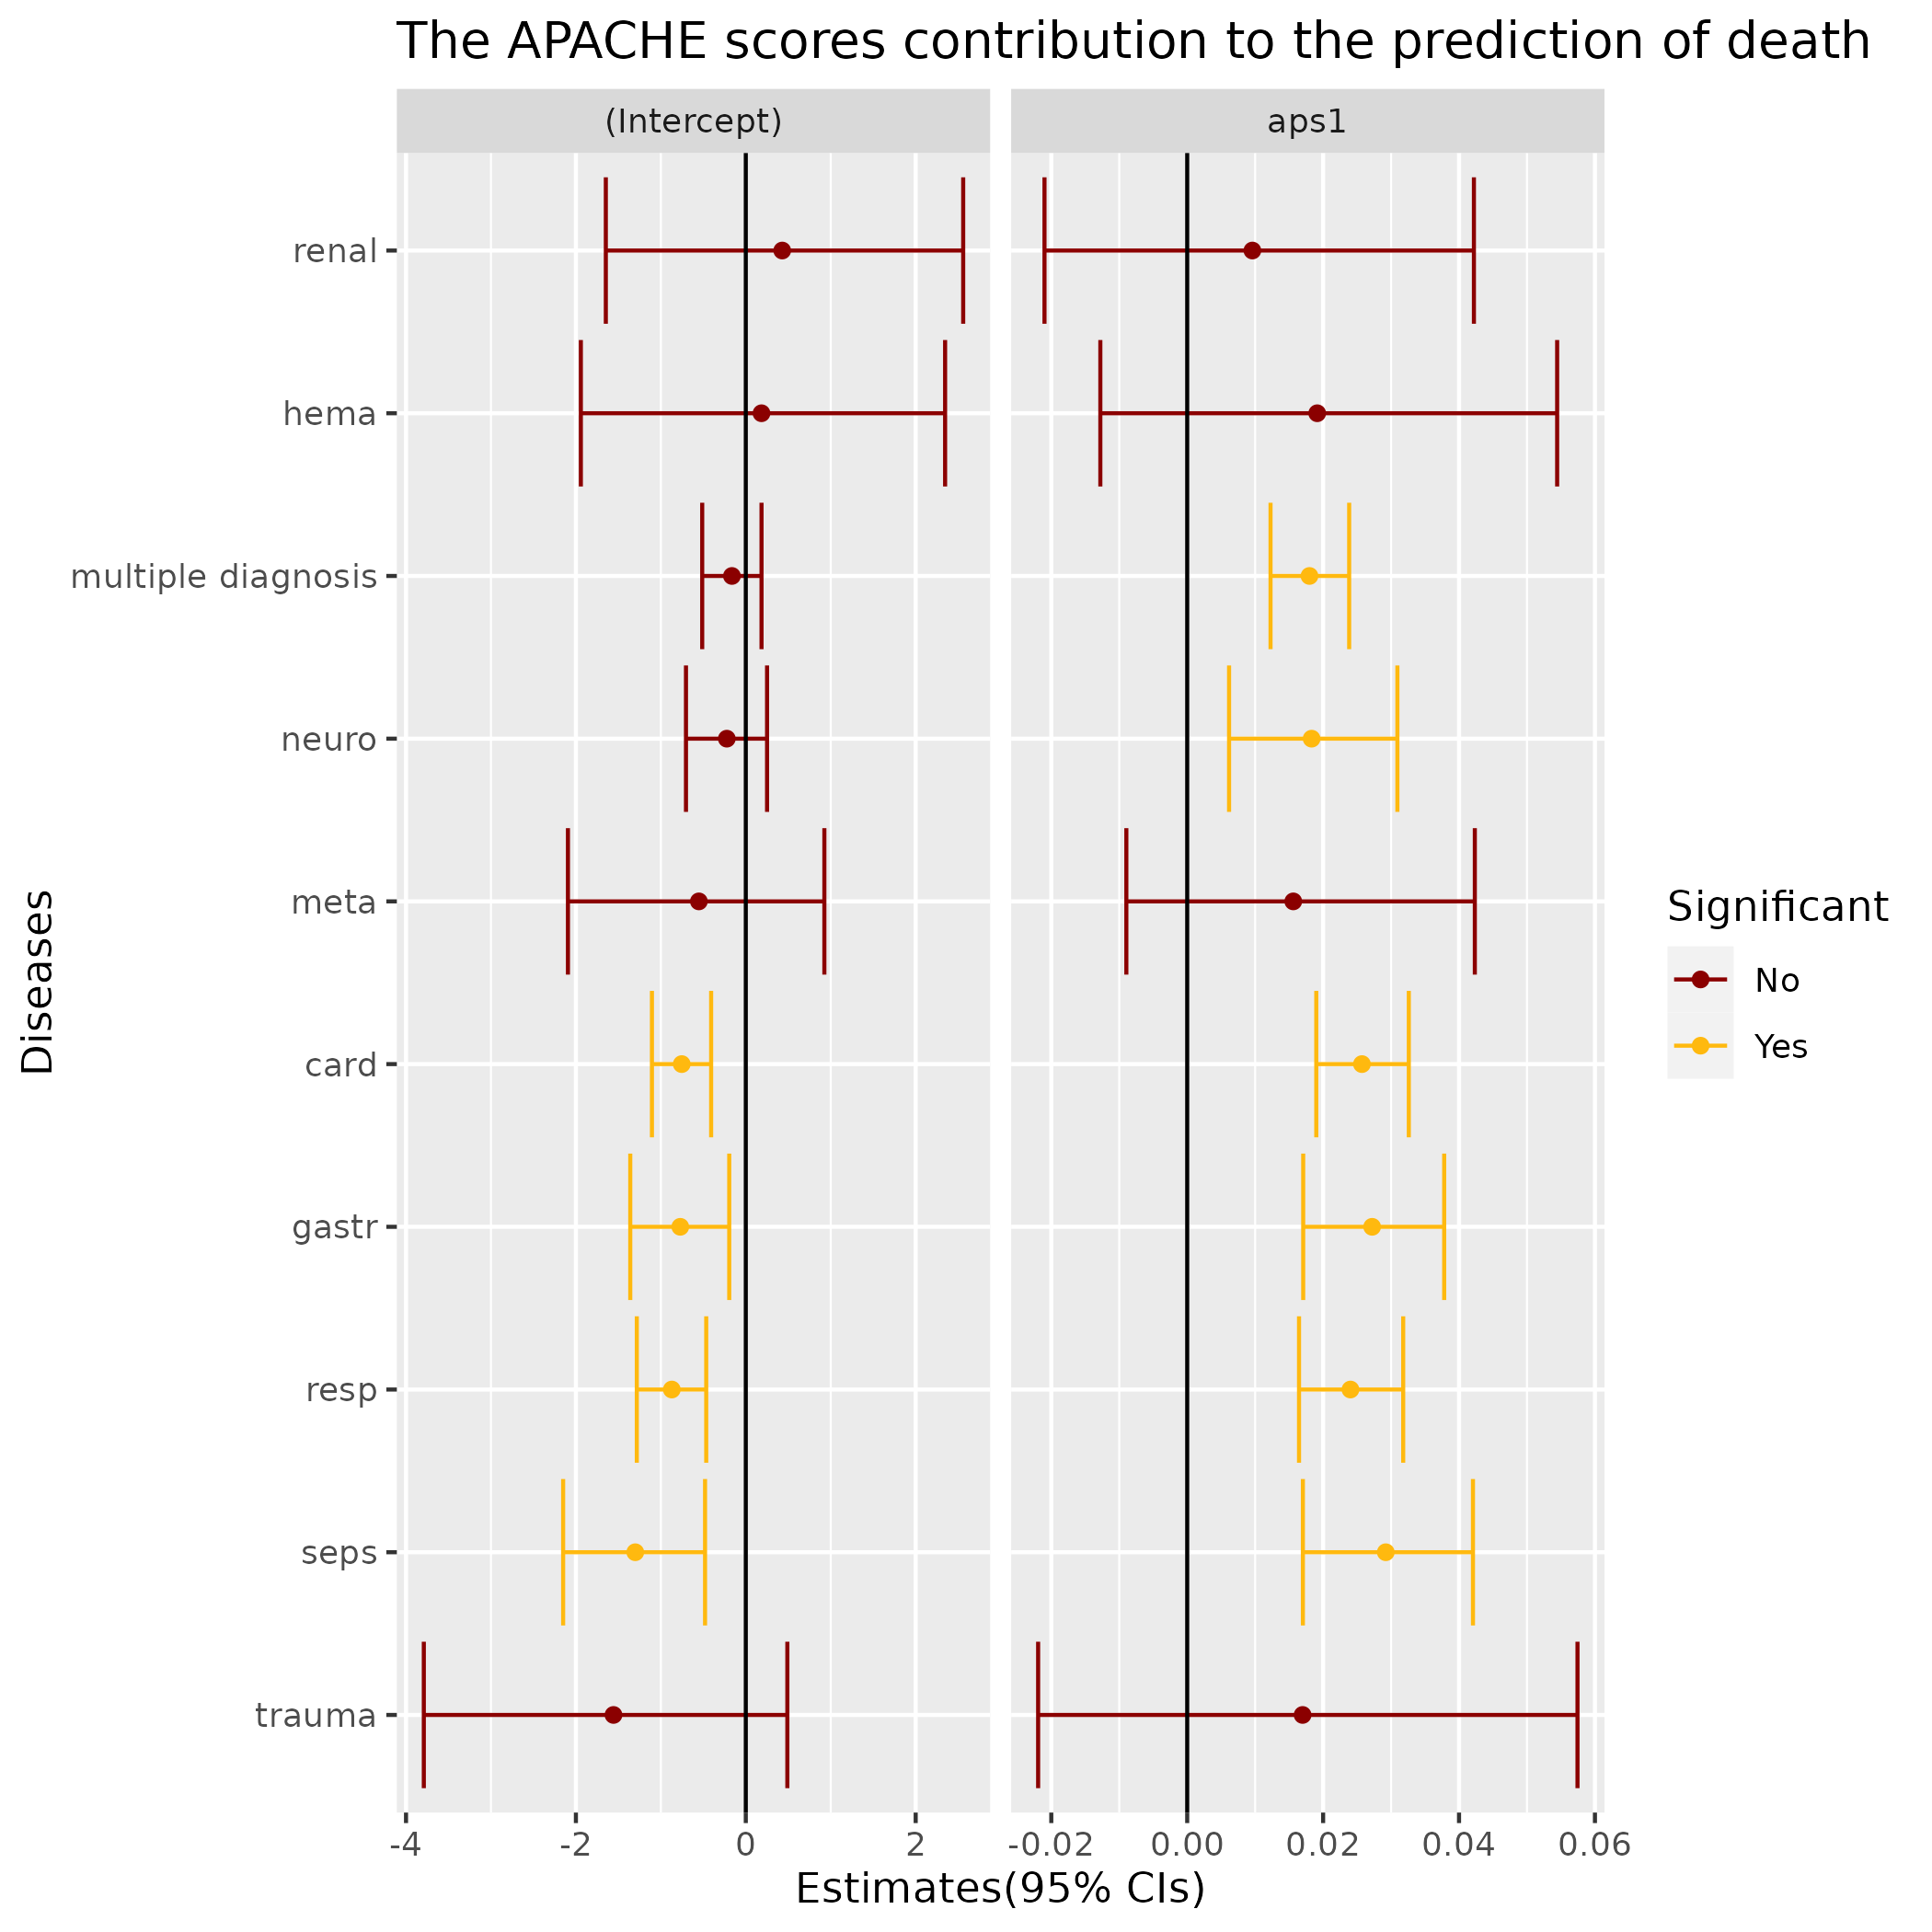 The APACHE scores contribution to the prediction of death
(Intercept) aps1
renal
hema
multiple diagnosis
neuro
meta
card
gastr
resp
seps
trauma
Diseases
-4 -2 0 2 -0.02 0.00 0.02 0.04 0.06
Estimates(95% CIs)
Significant
No
Yes